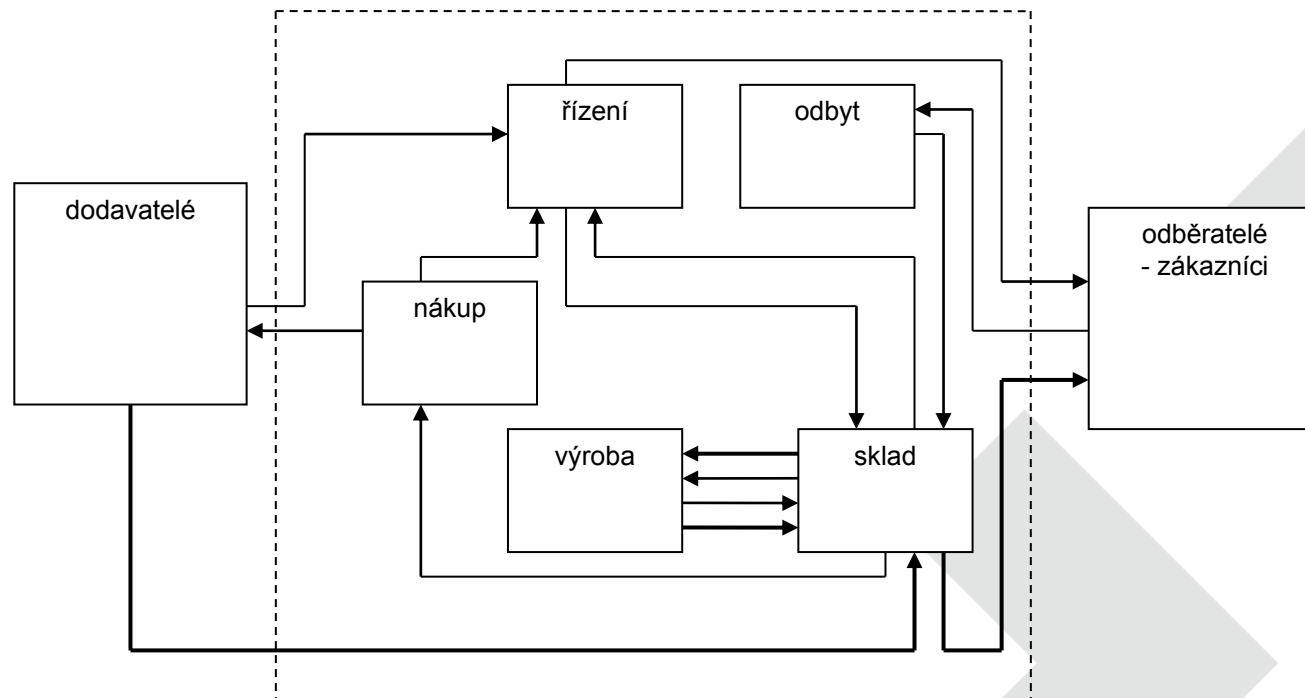 řízení
odbyt
dodavatelé
odběratelé
- zákazníci
nákup
výroba
sklad